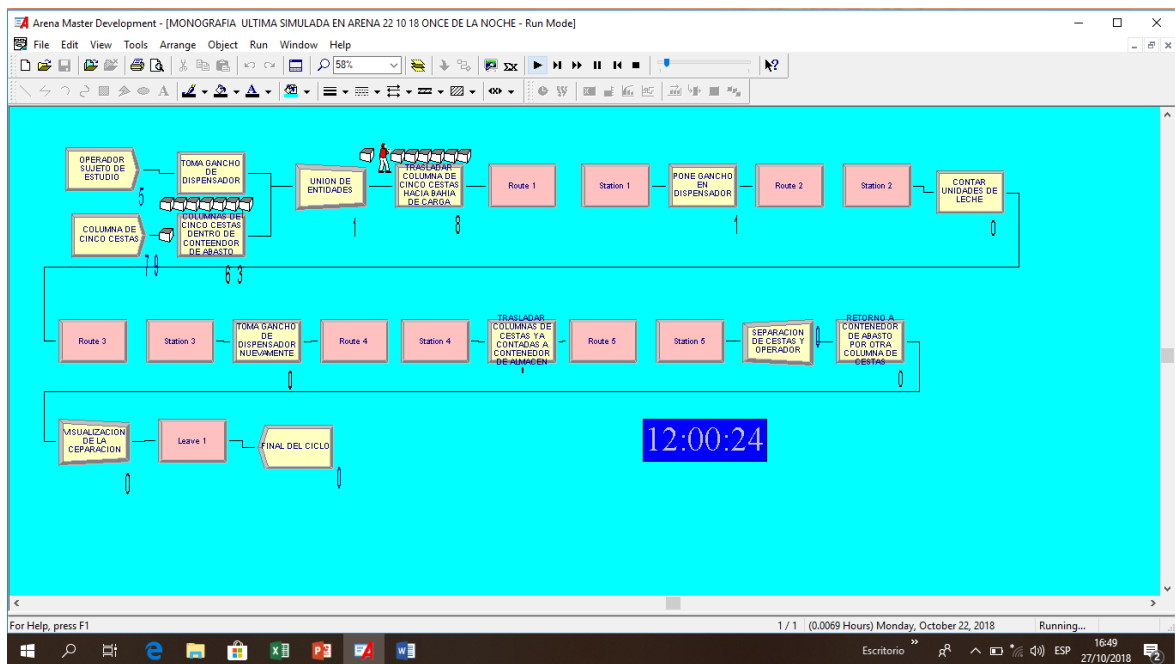 Arena Master Development - [MONOGRAFIA ULTIMA SIMULADA EN ARENA 22 10 18 ONCE DE LA NOCHE - Run Mode]
File Edit View Tools Arrange Object Run Window Help
58%
OPERADOR
SUJETO DE
ESTUDIO
5
TOMA GANCHO
DE
DISPENSADOR
COLUMNA DE
CINCO CESTAS
79
COLUMNAS DE
CINCO CESTAS
DENTRO DE
CONTEENDOR
DE ABASTO
63
UNION DE
ENTIDADES
1
TRASLADAR
COLUMNA DE
CINCO CESTAS
HACIA BAHIA
DE CARGA
8
Route 1
Station 1
PONE GANCHO
EN
DISPENSADOR
1
Route 2
Station 2
CONTAR
UNIDADES DE
LECHE
0
Route 3
Station 3
TOMA GANCHO
DE
DISPENSADOR
NUEVAMENTE
0
Route 4
Station 4
TRASLADAR
COLUMNAS DE
CESTAS YA
CONTADAS A
CONTENEDOR
DE ALMACEN
Route 5
Station 5
SEPARACION
DE CESTAS Y
OPERADOR
0
RETORNO A
CONTENEDOR
DE ABASTO
POR OTRA
COLUMNA DE
CESTAS
0
VISUALIZACION
DE LA
CEPARACION
0
Leave 1
FINAL DEL CICLO
0
12:00:24
For Help, press F1
1 / 1 (0.0069 Hours) Monday, October 22, 2018 Running...
Escritorio
ESP
16:49
27/10/2018
2